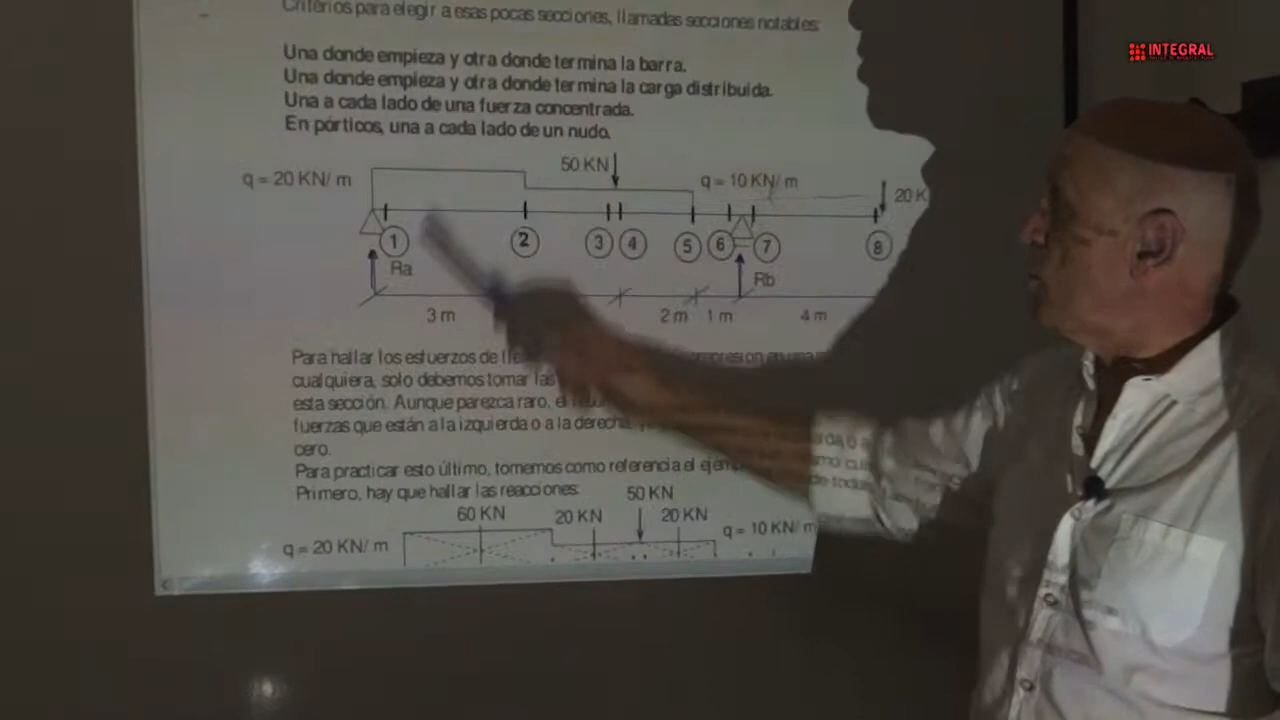 Criterios para elegir a esas pocas secciones, llamadas secciones notables:
Una donde empieza y otra donde termina la barra.
Una donde empieza y otra donde termina la carga distribuida.
Una a cada lado de una fuerza concentrada.
En pórticos, una a cada lado de un nudo.
50 KN
q = 20 KN/ m
q = 10 KN/ m
20 K
1 2 3 4 5 6 7 8
Ra
Rb
3 m 2 m 1 m 4 m
Para hallar los esfuerzos de
cualquiera, solo debemos tomar las
esta sección. Aunque parezca raro, el
fuerzas que están a la izquierda o a la derecha,
cero.
Para practicar esto último, tomemos como referencia el
Primero, hay que hallar las reacciones:
50 KN
60 KN 20 KN 20 KN
q = 20 KN/ m
q = 10 KN/ m
INTEGRAL